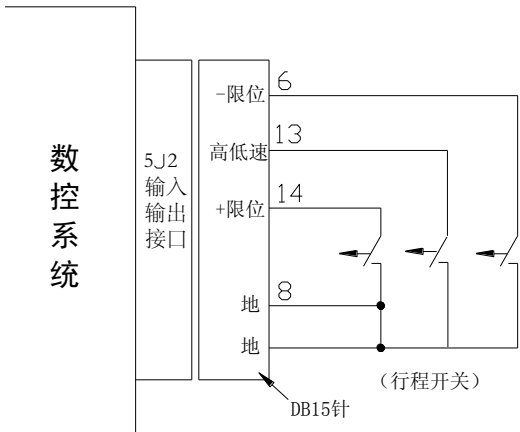 数控系统
5J2
输入
输出
接口
-限位
6
高低速
13
+限位
14
地
8
地
（行程开关）
DB15针